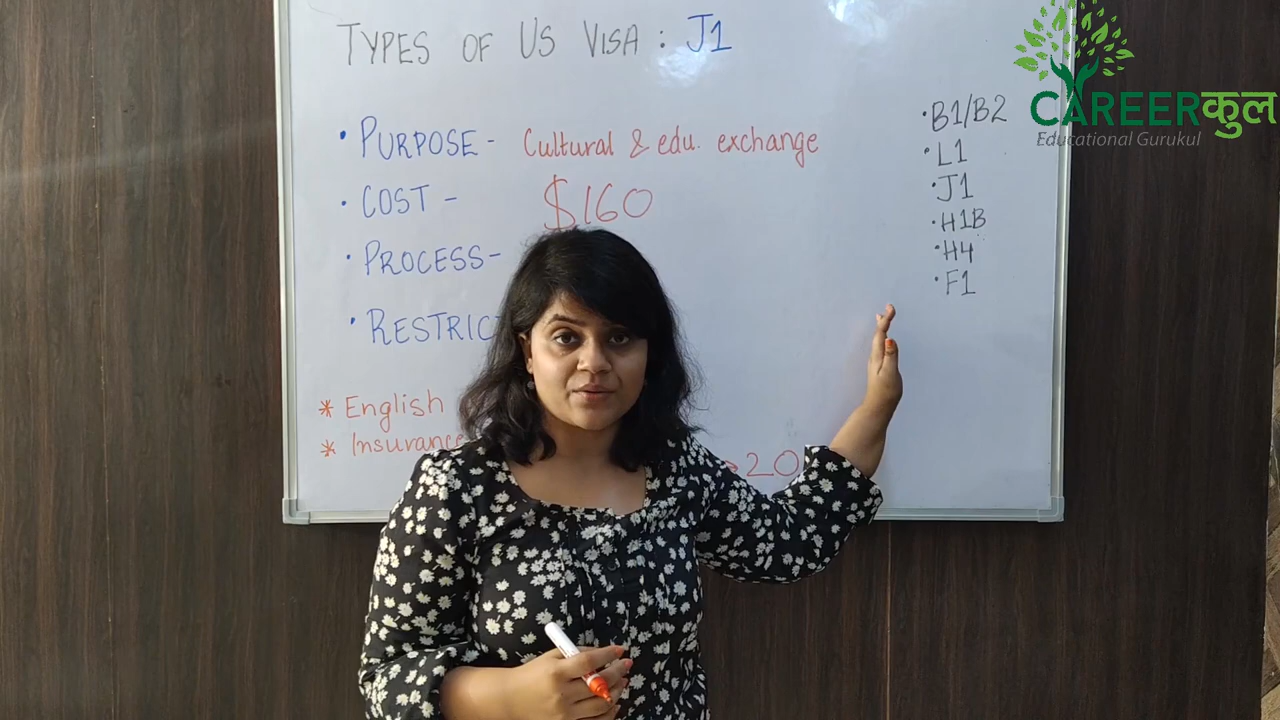 TYPES OF US VISA : J1
• PURPOSE - Cultural & edu. exchange
• COST - $160
• PROCESS-
• RESTRIC
* English
* Insurance
20
• B1/B2
• L1
• J1
• H1B
• H4
• F1
CAREERकुल
Educational Gurukul